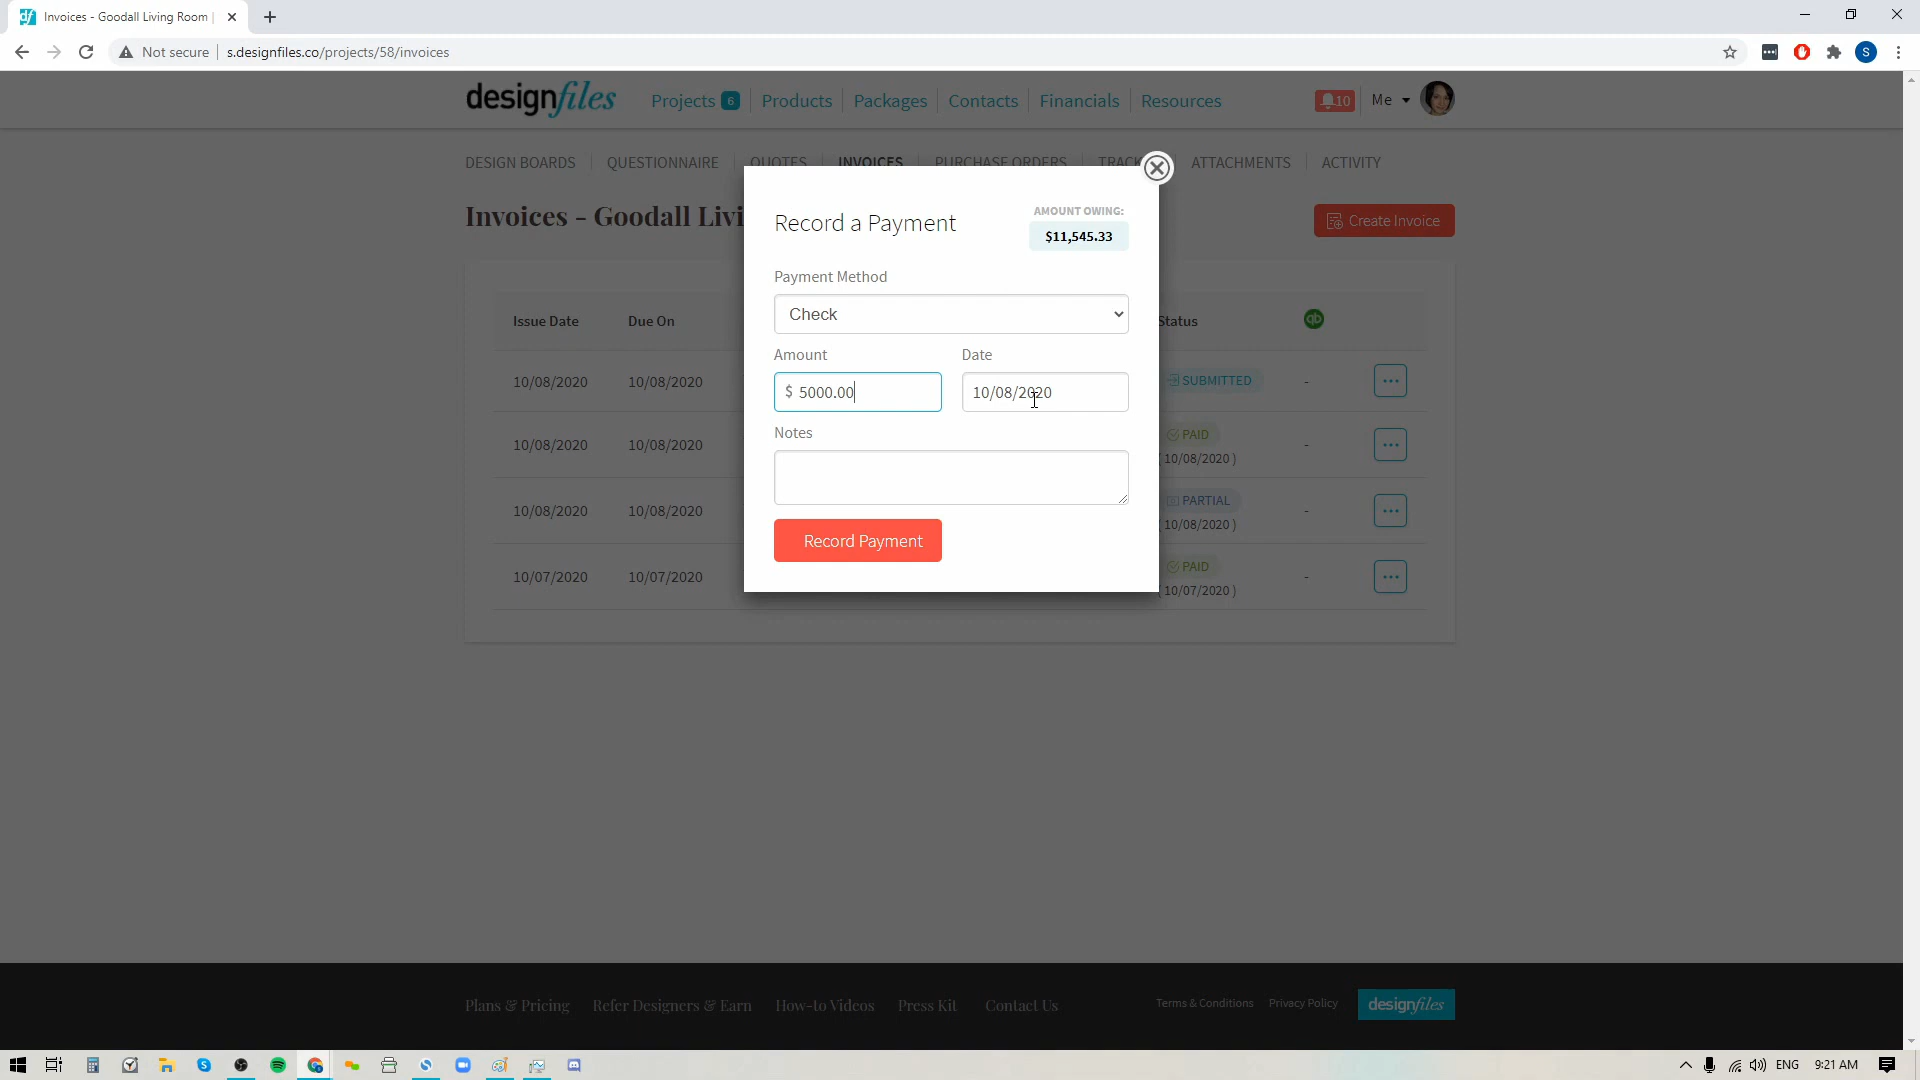 Invoices - Goodall Living Room |
Not secure
s.designfiles.co/projects/58/invoices
S
designfiles
Projects 6
Products
Packages
Contacts
Financials
Resources
10
Me
DESIGN BOARDS
QUESTIONNAIRE
QUOTES
INVOICES
PURCHASE ORDERS
TRACK
ATTACHMENTS
ACTIVITY
Invoices - Goodall Livi
Create Invoice
Issue Date
Due On
Status
qb
10/08/2020
10/08/2020
SUBMITTED
-
10/08/2020
10/08/2020
PAID
( 10/08/2020 )
-
10/08/2020
10/08/2020
PARTIAL
( 10/08/2020 )
-
10/07/2020
10/07/2020
PAID
( 10/07/2020 )
-
Record a Payment
AMOUNT OWING:
$11,545.33
Payment Method
Check
Amount
Date
$ 5000.00
10/08/2020
Notes
Record Payment
Plans & Pricing
Refer Designers & Earn
How-to Videos
Press Kit
Contact Us
Terms & Conditions
Privacy Policy
designfiles
ENG
9:21 AM